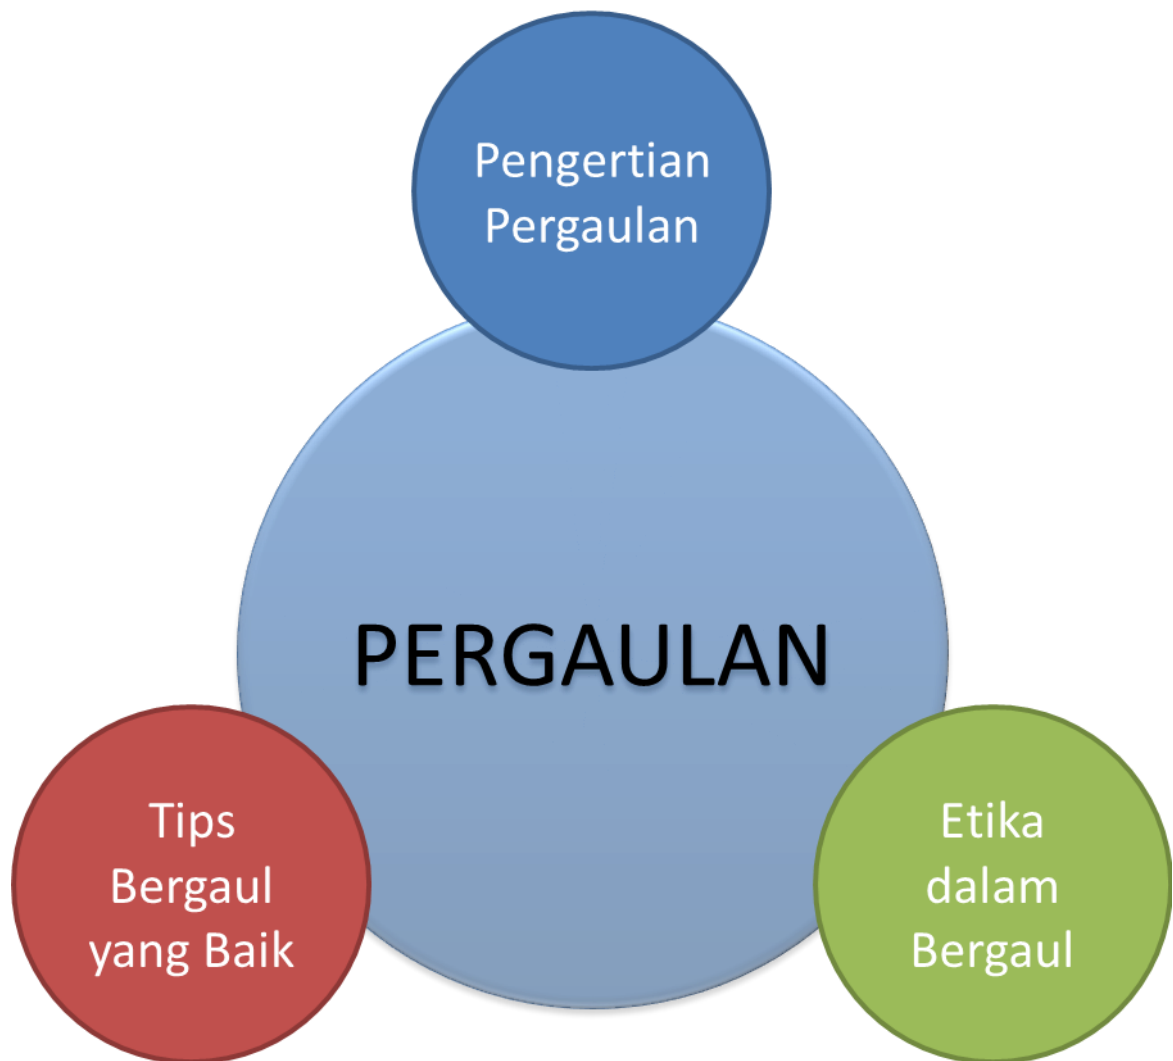 Pengertian
Pergaulan
PERGAULAN
Tips
Bergaul
yang Baik
Etika
dalam
Bergaul